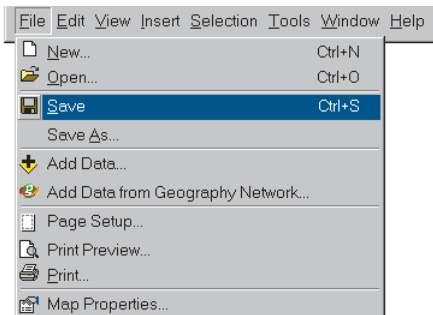 File Edit View Insert Selection Tools Window Help
New... Ctrl+N
Open... Ctrl+O
Save Ctrl+S
Save As...
Add Data...
Add Data from Geography Network...
Page Setup...
Print Preview...
Print...
Map Properties...